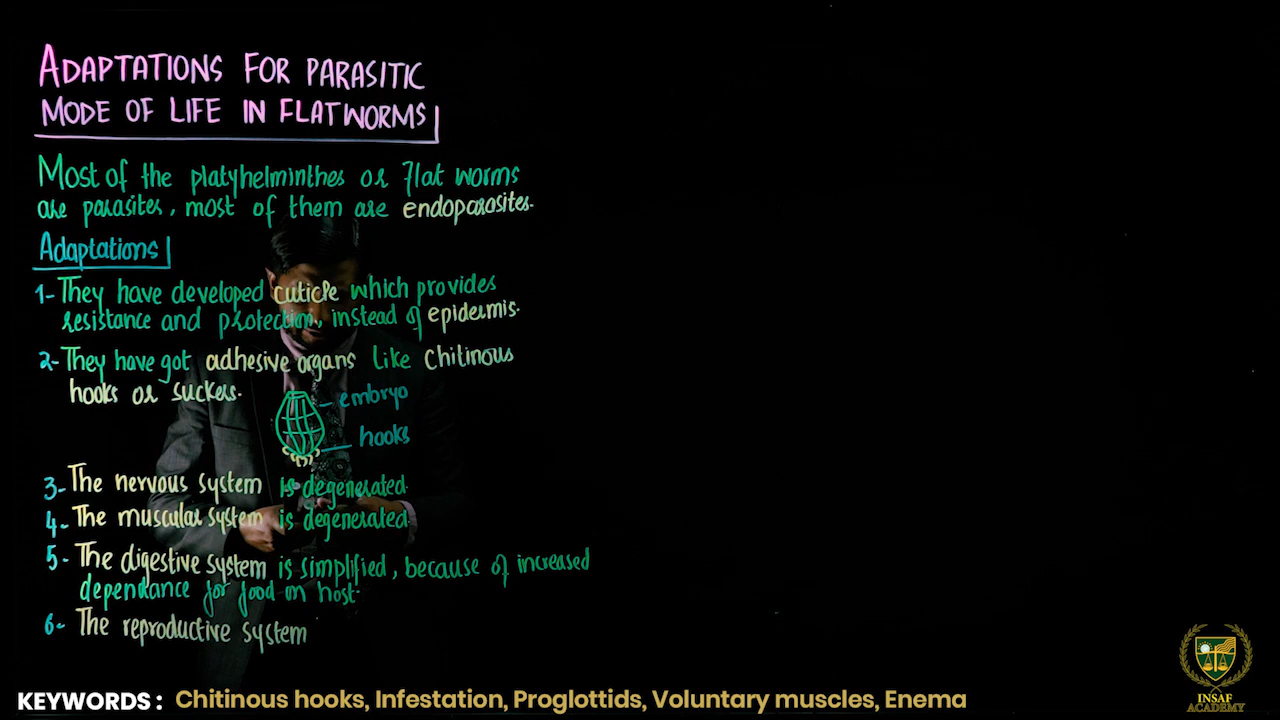 ADAPTATIONS FOR PARASITIC
MODE OF LIFE IN FLATWORMS
Most of the platyhelminthes or flat worms
are parasites, most of them are endoparasites.
Adaptations
1- They have developed cuticle which provides
resistance and protection, instead of epidermis.
2- They have got adhesive organs like chitinous
hooks or suckers.
embryo
hooks
3- The nervous system is degenerated.
4- The muscular system is degenerated.
5- The digestive system is simplified, because of increased
dependance for food on host.
6- The reproductive system
KEYWORDS : Chitinous hooks, Infestation, Proglottids, Voluntary muscles, Enema
INSAF
ACADEMY